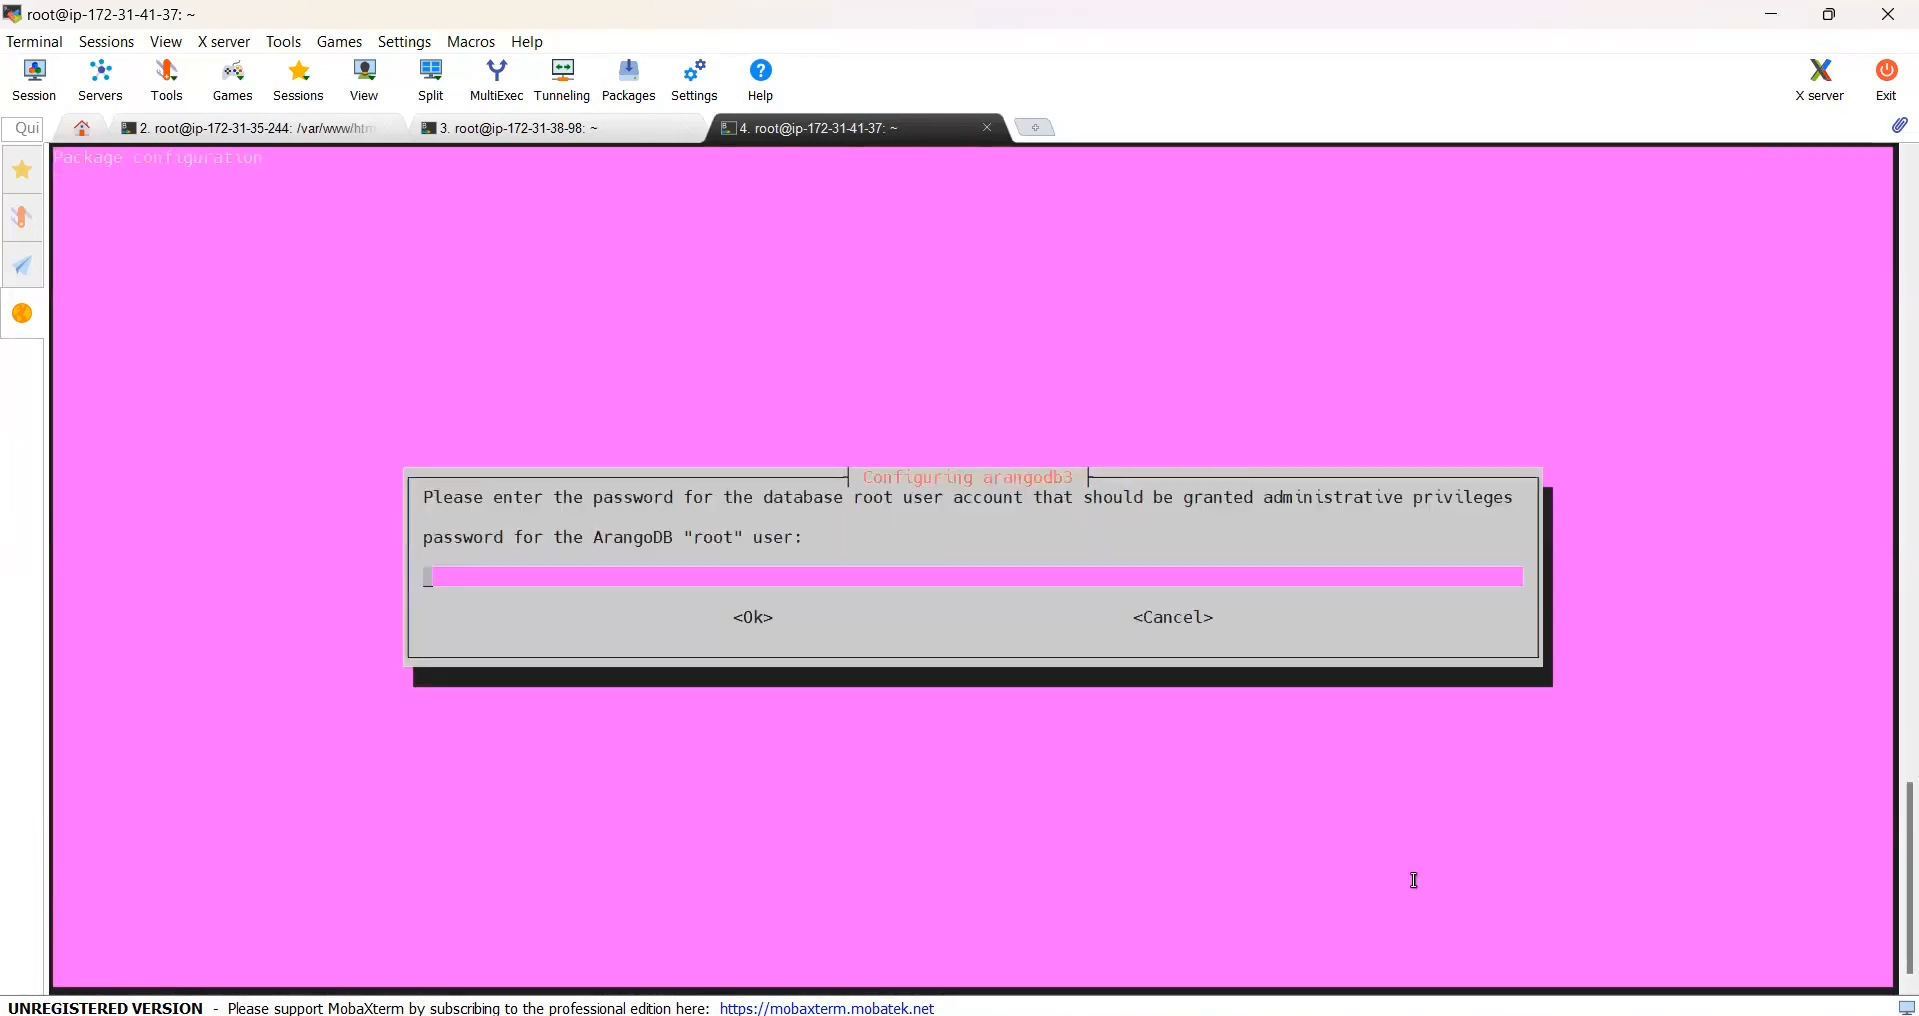 root@ip-172-31-41-37: ~
Terminal Sessions View X server Tools Games Settings Macros Help
Session Servers Tools Games Sessions View Split MultiExec Tunneling Packages Settings Help X server Exit
Qui
2. root@ip-172-31-35-244: /var/www/htm
3. root@ip-172-31-38-98: ~
4. root@ip-172-31-41-37: ~
Package configuration
Configuring arangodb3
Please enter the password for the database root user account that should be granted administrative privileges
password for the ArangoDB "root" user:
<Ok> <Cancel>
UNREGISTERED VERSION - Please support MobaXterm by subscribing to the professional edition here: https://mobaxterm.mobatek.net